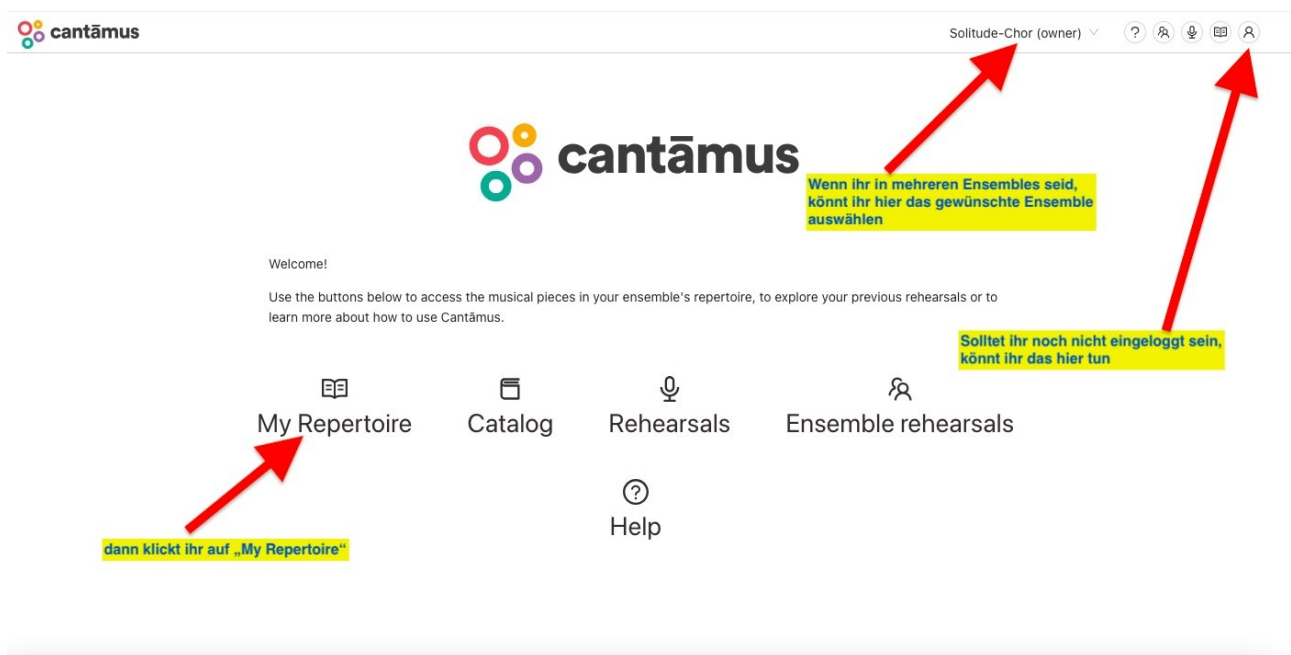 cantāmus
Solitude-Chor (owner)
cantāmus
Wenn ihr in mehreren Ensembles seid,
könnt ihr hier das gewünschte Ensemble
auswählen
Welcome!
Use the buttons below to access the musical pieces in your ensemble's repertoire, to explore your previous rehearsals or to
learn more about how to use Cantāmus.
Solltet ihr noch nicht eingeloggt sein,
könnt ihr das hier tun
My Repertoire
Catalog
Rehearsals
Ensemble rehearsals
Help
dann klickt ihr auf „My Repertoire“